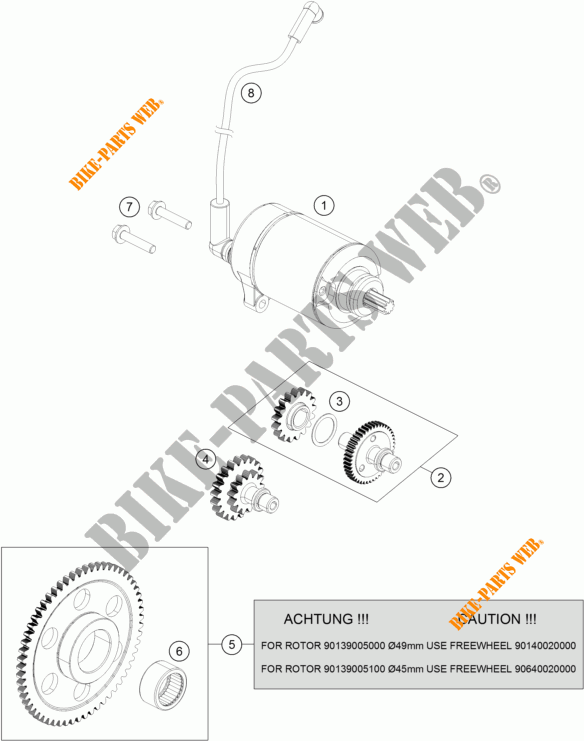 8
BIKE-PARTS WEB®
1
7
BIKE-PARTS WEB®
3
4
2
BIKE-PARTS WEB®
ACHTUNG !!! CAUTION !!!
FOR ROTOR 90139005000 Ø49mm USE FREEWHEEL 90140020000
FOR ROTOR 90139005100 Ø45mm USE FREEWHEEL 90640020000
5
6